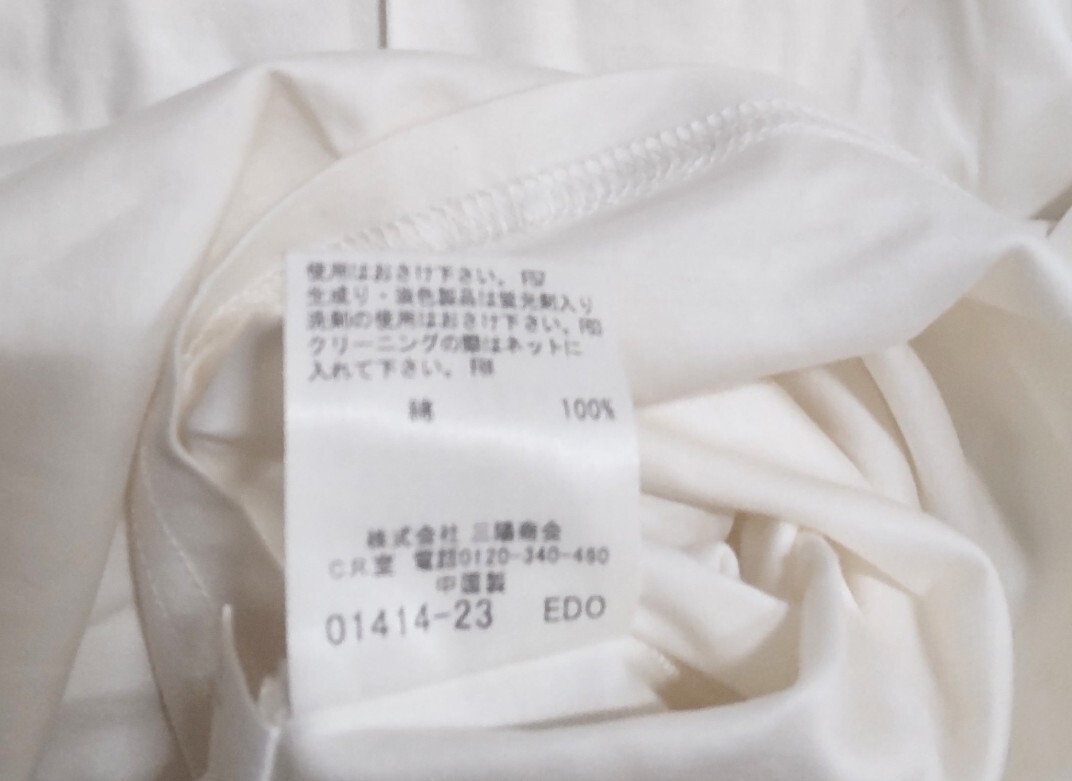 使用はおさけ下さい。
生成り・淡色製品は蛍光剤入り
洗剤の使用はおさけ下さい。
クリーニングの際はネットに
入れて下さい。
綿 100%
株式会社 三陽商会
CR室 電話0120-340-460
中国製
01414-23 EDO